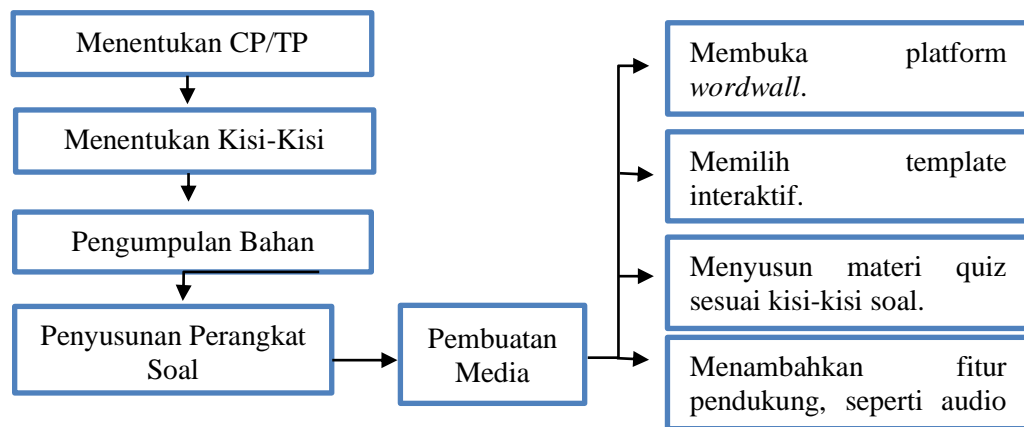 Menentukan CP/TP
Menentukan Kisi-Kisi
Pengumpulan Bahan
Penyusunan Perangkat
Soal
Pembuatan
Media
Membuka platform
wordwall.
Memilih template
interaktif.
Menyusun materi quiz
sesuai kisi-kisi soal.
Menambahkan fitur
pendukung, seperti audio